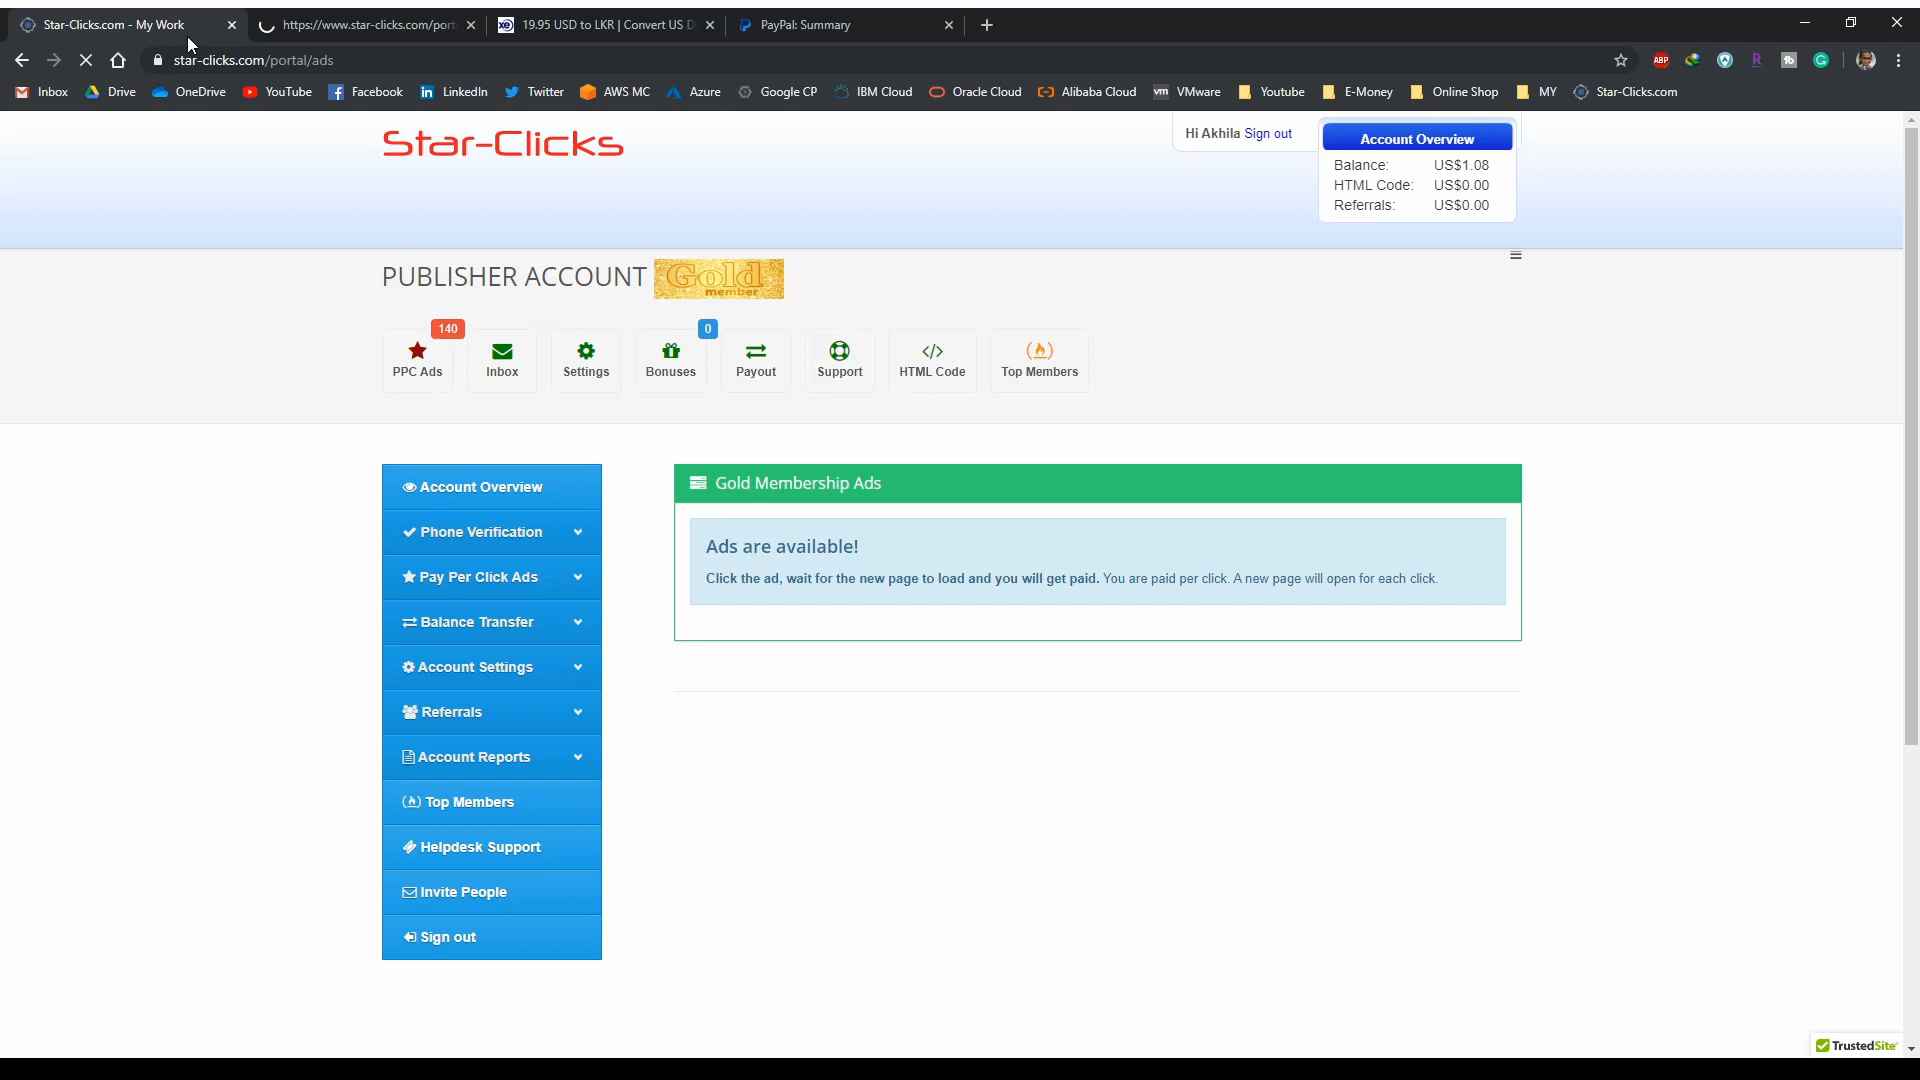 Star-Clicks.com - My Work
https://www.star-clicks.com/port
19.95 USD to LKR | Convert US D
PayPal: Summary
star-clicks.com/portal/ads
Inbox Drive OneDrive YouTube Facebook LinkedIn Twitter AWS MC Azure Google CP IBM Cloud Oracle Cloud Alibaba Cloud VMware Youtube E-Money Online Shop MY Star-Clicks.com
ABP
Star-Clicks
Hi Akhila Sign out
Account Overview
Balance: US$1.08
HTML Code: US$0.00
Referrals: US$0.00
PUBLISHER ACCOUNT Gold member
140
0
PPC Ads Inbox Settings Bonuses Payout Support HTML Code Top Members
Account Overview
Phone Verification
Pay Per Click Ads
Balance Transfer
Account Settings
Referrals
Account Reports
Top Members
Helpdesk Support
Invite People
Sign out
Gold Membership Ads
Ads are available!
Click the ad, wait for the new page to load and you will get paid. You are paid per click. A new page will open for each click.
TrustedSite